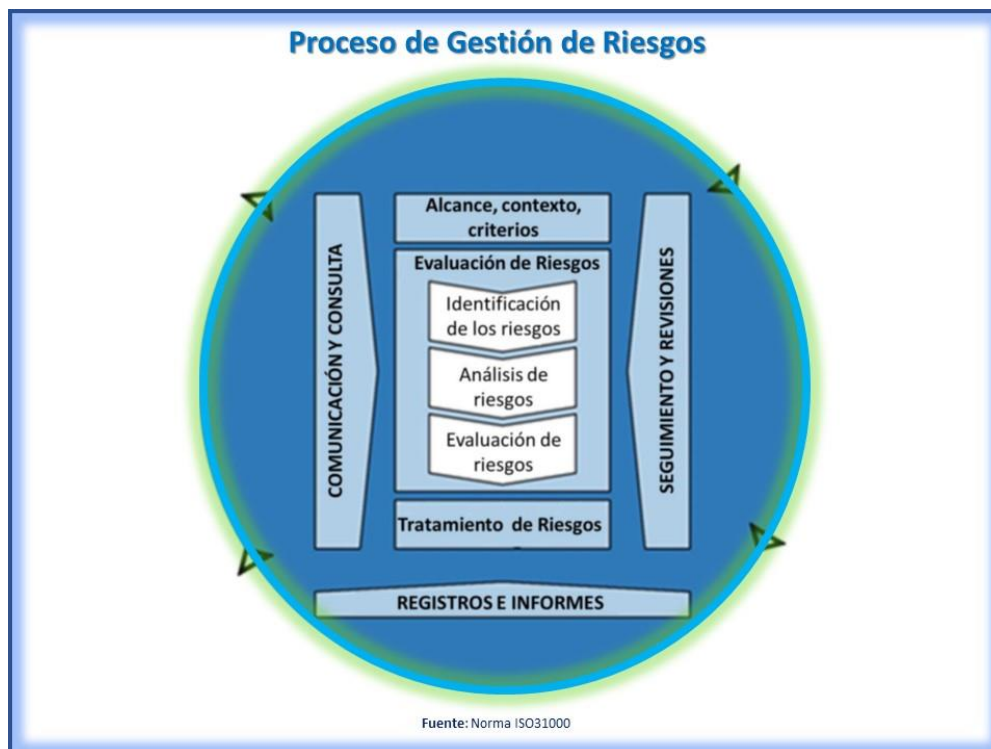 Proceso de Gestión de Riesgos
Alcance, contexto,
criterios
Evaluación de Riesgos
Identificación
de los riesgos
Análisis de
riesgos
Evaluación de
riesgos
Tratamiento de Riesgos
COMUNICACIÓN Y CONSULTA
SEGUIMIENTO Y REVISIONES
REGISTROS E INFORMES
Fuente: Norma ISO31000